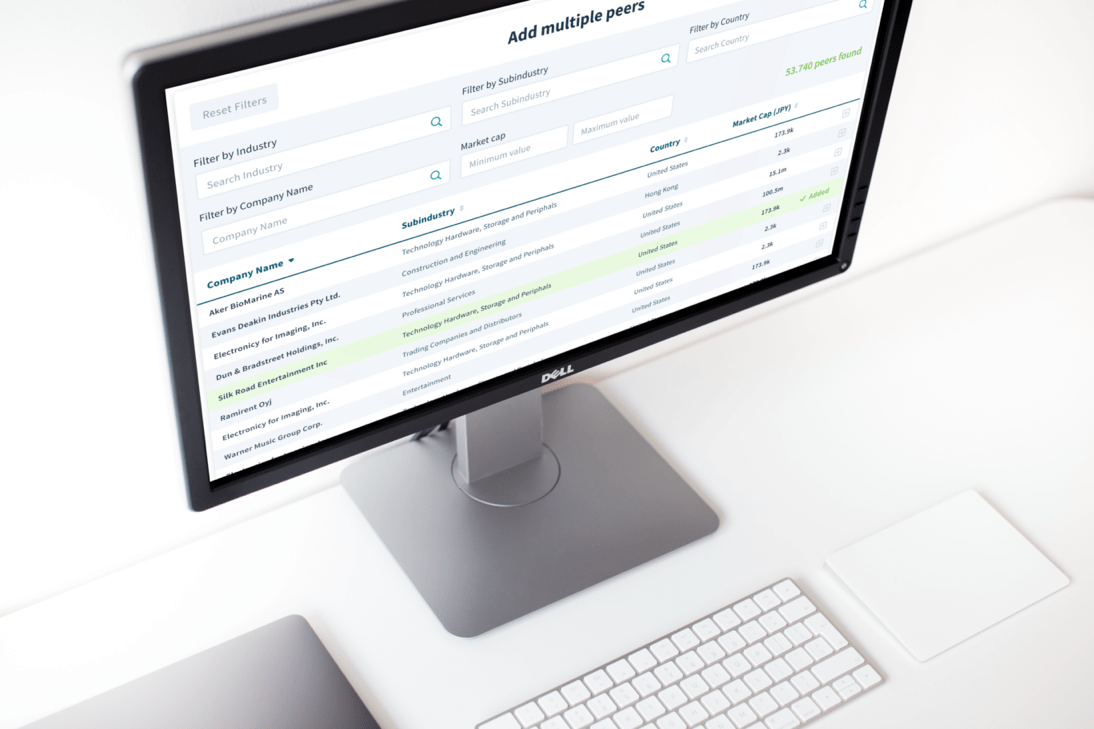 Add multiple peers
Reset Filters
Filter by Industry
Search Industry
Filter by Subindustry
Search Subindustry
Filter by Country
Search Country
Filter by Company Name
Company Name
Market cap
Minimum value
Maximum value
53.740 peers found
Company Name Subindustry Country Market Cap (JPY)
Aker BioMarine AS Technology Hardware, Storage and Periphals United States 173.9k
Evans Deakin Industries Pty Ltd. Construction and Engineering Hong Kong 2.3k
Electronicy for Imaging, Inc. Technology Hardware, Storage and Periphals United States 15.1m
Dun & Bradstreet Holdings, Inc. Professional Services United States 100.5m
Silk Road Entertainment Inc Technology Hardware, Storage and Periphals United States 173.9k Added
Ramirent Oyj Trading Companies and Distributors United States 2.3k
Electronicy for Imaging, Inc. Technology Hardware, Storage and Periphals United States 2.3k
Warner Music Group Corp. Entertainment United States 173.9k
DELL